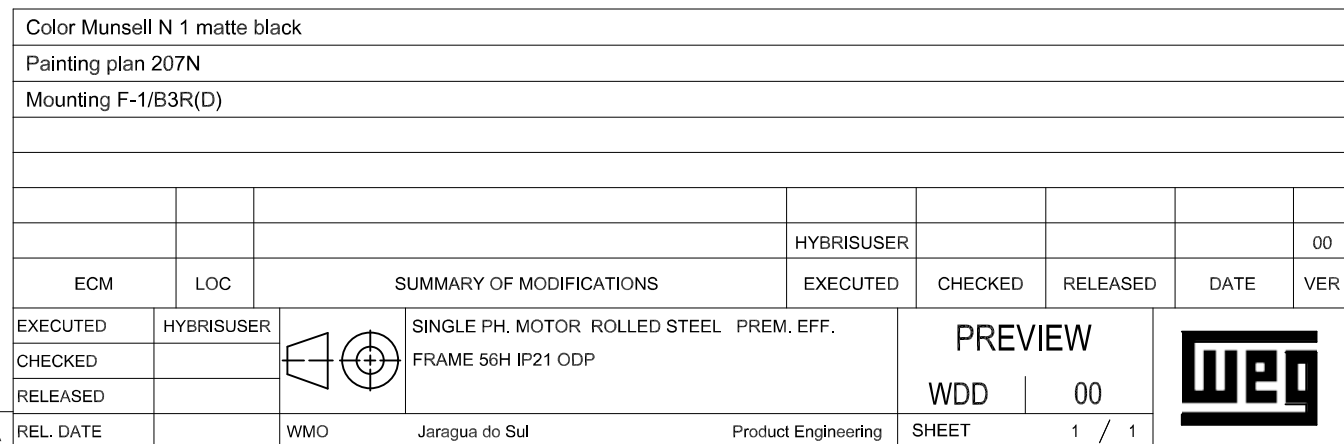 Color Munsell N 1 matte black
Painting plan 207N
Mounting F-1/B3R(D)
HYBRISUSER 00
ECM LOC SUMMARY OF MODIFICATIONS EXECUTED CHECKED RELEASED DATE VER
EXECUTED HYBRISUSER SINGLE PH. MOTOR ROLLED STEEL PREM. EFF. PREVIEW
CHECKED FRAME 56H IP21 ODP
RELEASED WDD 00
REL. DATE WMO Jaragua do Sul Product Engineering SHEET 1 / 1
weg